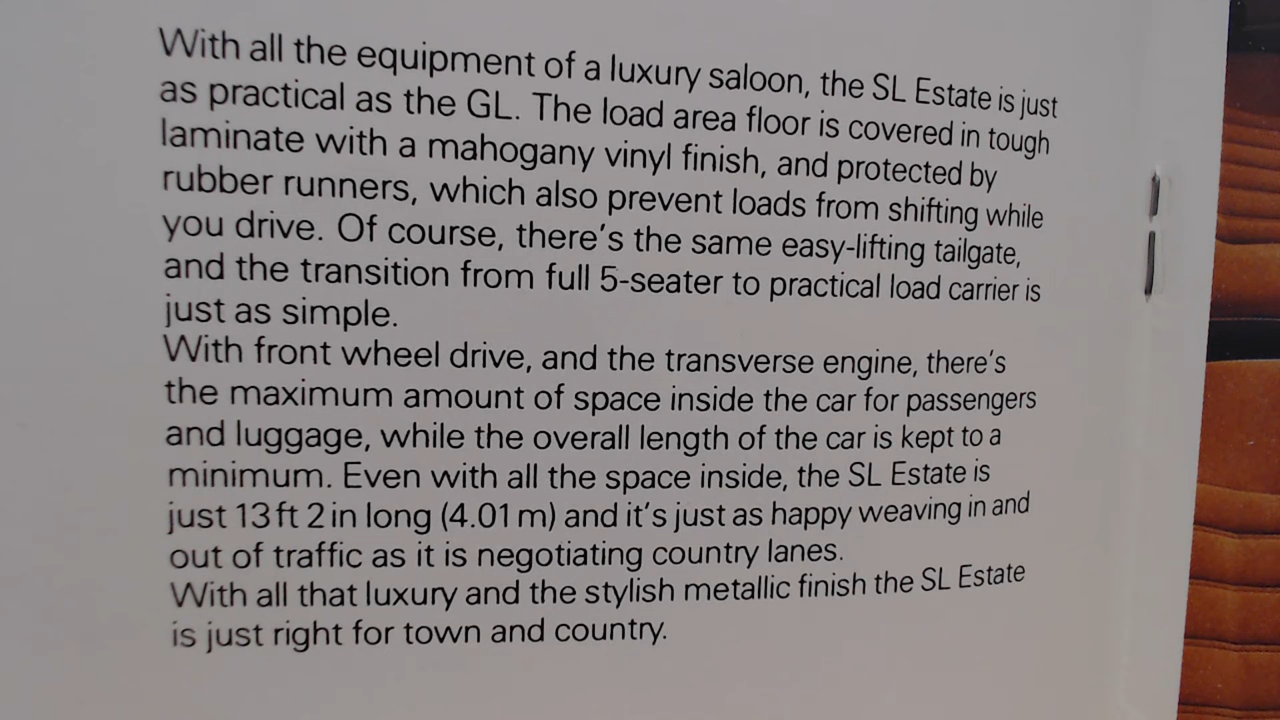 With all the equipment of a luxury saloon, the SL Estate is just
as practical as the GL. The load area floor is covered in tough
laminate with a mahogany vinyl finish, and protected by
rubber runners, which also prevent loads from shifting while
you drive. Of course, there's the same easy-lifting tailgate,
and the transition from full 5-seater to practical load carrier is
just as simple.
With front wheel drive, and the transverse engine, there's
the maximum amount of space inside the car for passengers
and luggage, while the overall length of the car is kept to a
minimum. Even with all the space inside, the SL Estate is
just 13 ft 2 in long (4.01 m) and it's just as happy weaving in and
out of traffic as it is negotiating country lanes.
With all that luxury and the stylish metallic finish the SL Estate
is just right for town and country.